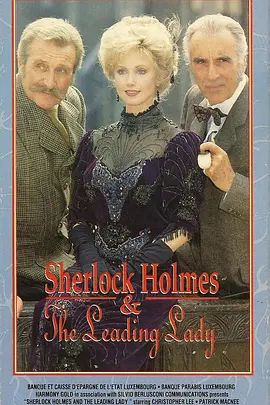 Sherlock Holmes
&
The Leading Lady
BANQUE ET CAISSE D'EPARGNE DE L'ETAT LUXEMBOURG • BANQUE PARIBAS LUXEMBOURG
HARMONY GOLD in association with SILVIO BERLUSCONI COMMUNICATIONS presents
"SHERLOCK HOLMES AND THE LEADING LADY" starring CHRISTOPHER LEE • PATRICK MACNEE